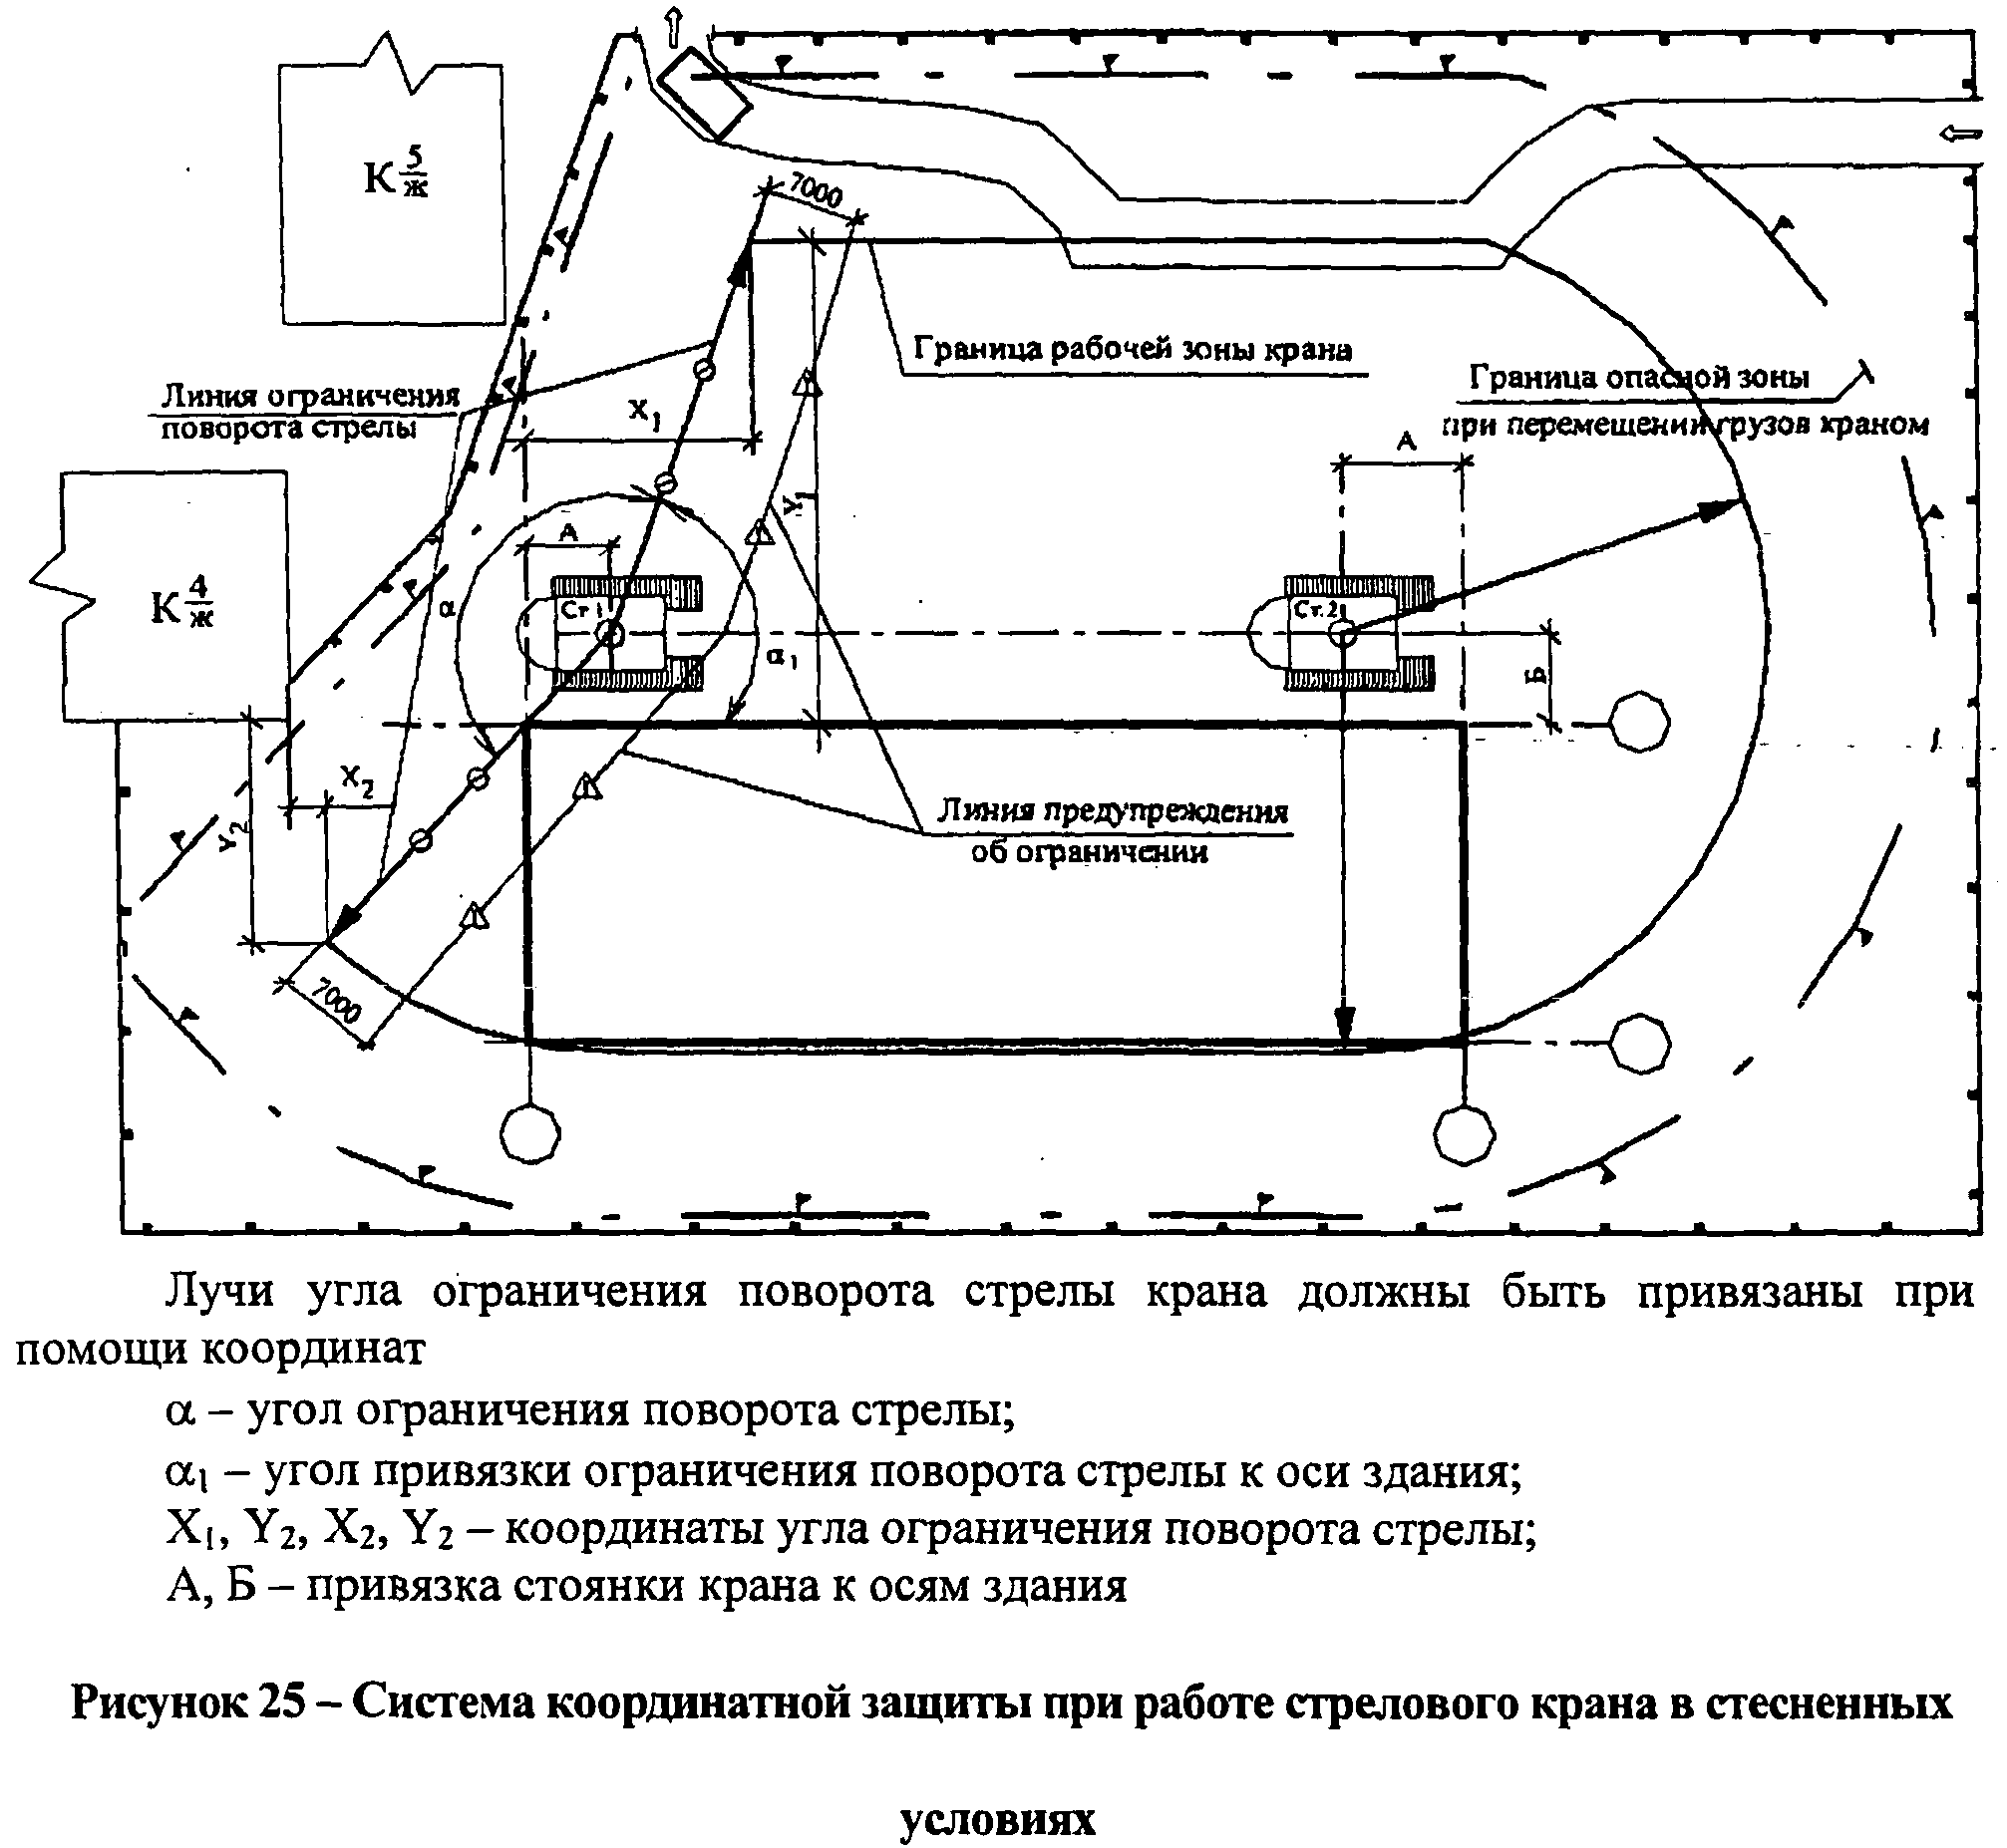 К 5/ж
7000
Граница рабочей зоны крана
Линия ограничения
поворота стрелы
X₁
Y₁
Граница опасной зоны
при перемещении грузов краном
А
А
К 4/ж
α
Ст 1
α₁
Ст.2
Б
X₂
Y₂
Линия предупреждения
об ограничении
7000
Лучи угла ограничения поворота стрелы крана должны быть привязаны при
помощи координат
α – угол ограничения поворота стрелы;
α₁ – угол привязки ограничения поворота стрелы к оси здания;
X₁, Y₂, X₂, Y₂ – координаты угла ограничения поворота стрелы;
А, Б – привязка стоянки крана к осям здания
Рисунок 25 – Система координатной защиты при работе стрелового крана в стесненных
условиях